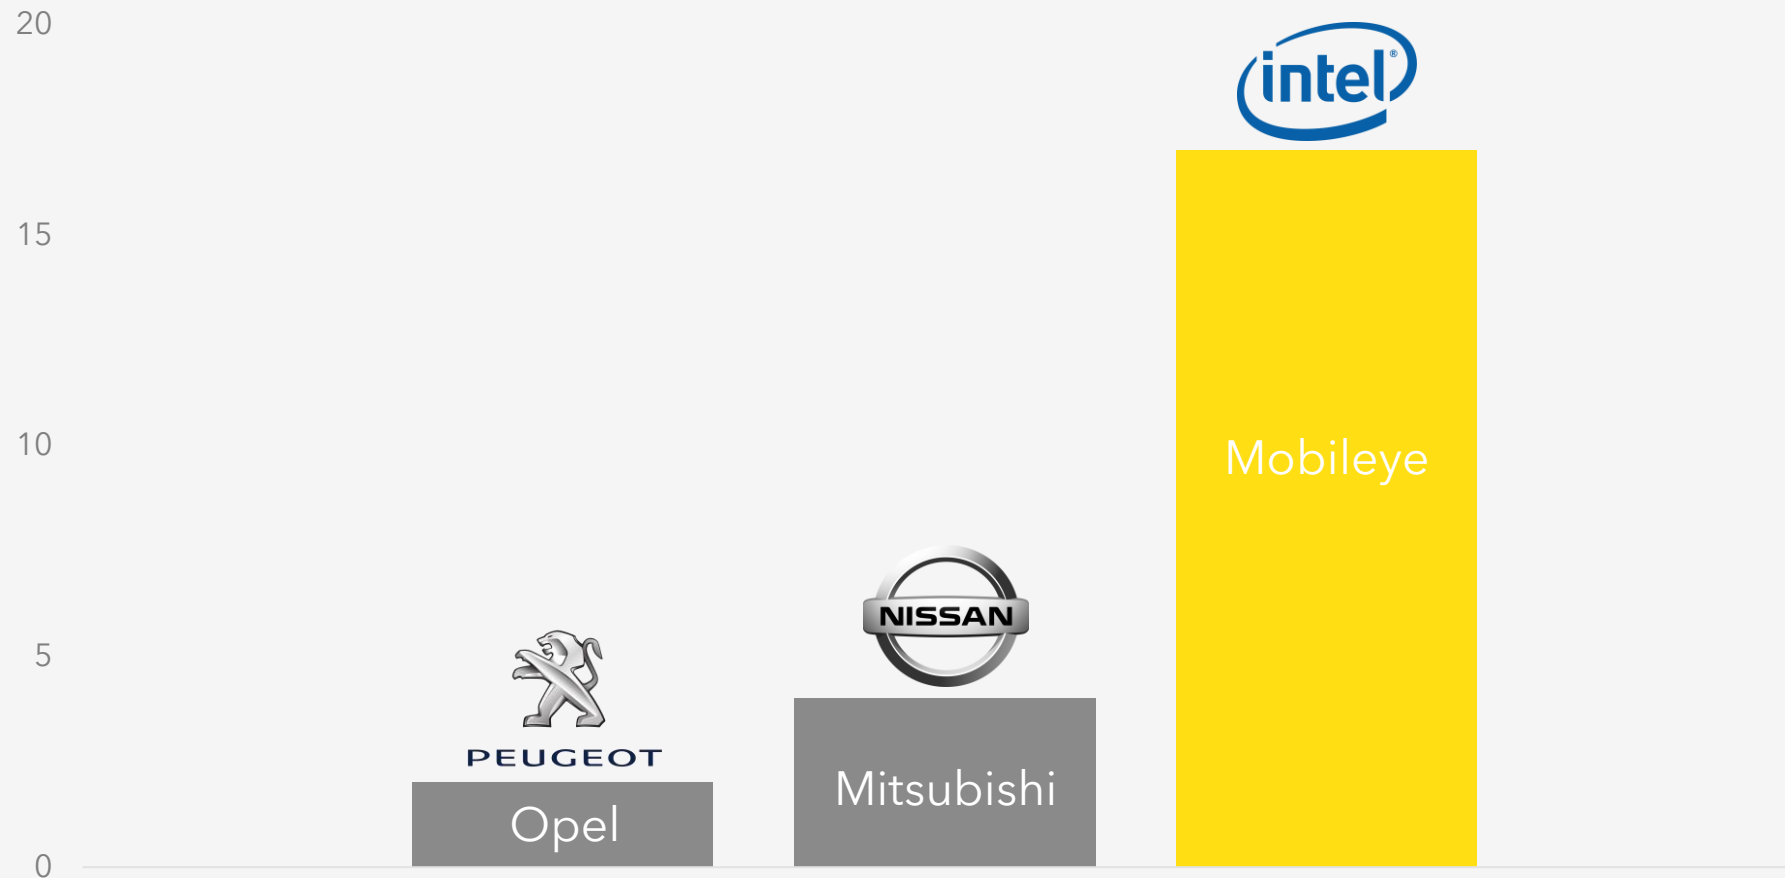 20
intel®
15
10
Mobileye
NISSAN
5
PEUGEOT
Mitsubishi
Opel
0